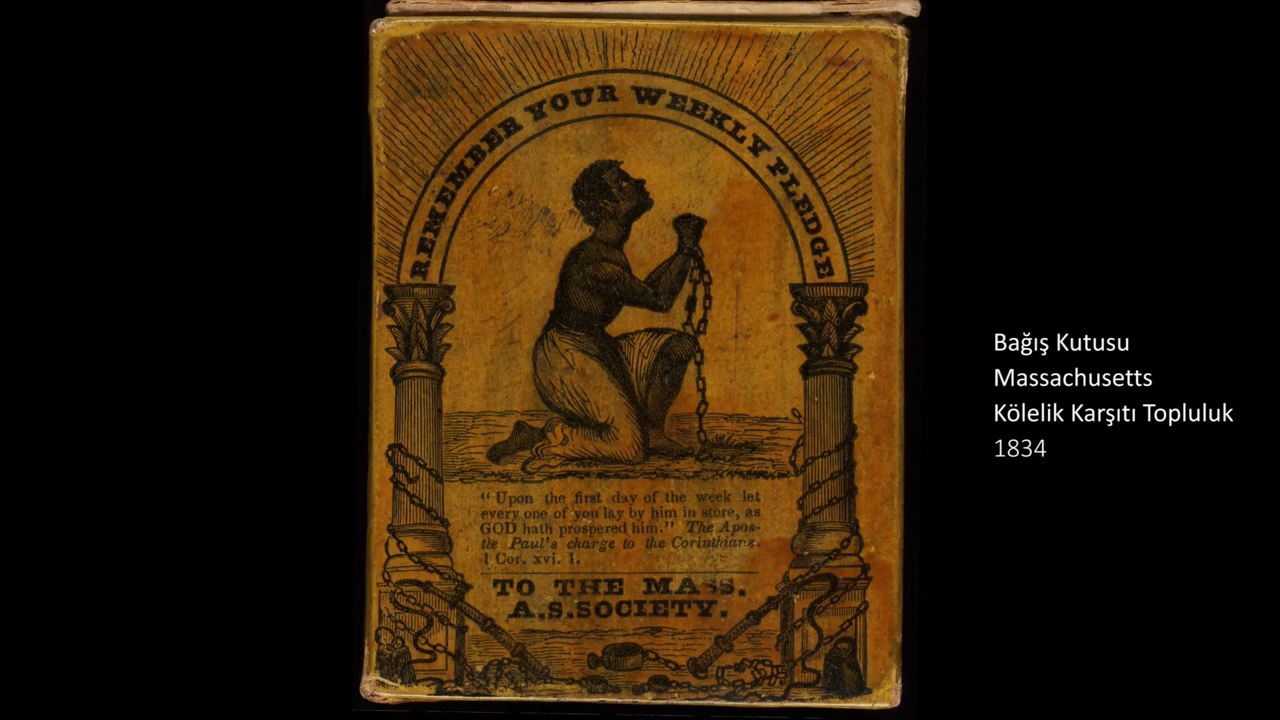 REMEMBER YOUR WEEKLY PLEDGE
“Upon the first day of the week let
every one of you lay by him in store, as
GOD hath prospered him.” The Apos-
tle Paul's charge to the Corinthians.
1 Cor. xvi. 1.
TO THE MASS.
A.S.SOCIETY.
Bağış Kutusu
Massachusetts
Kölelik Karşıtı Topluluk
1834